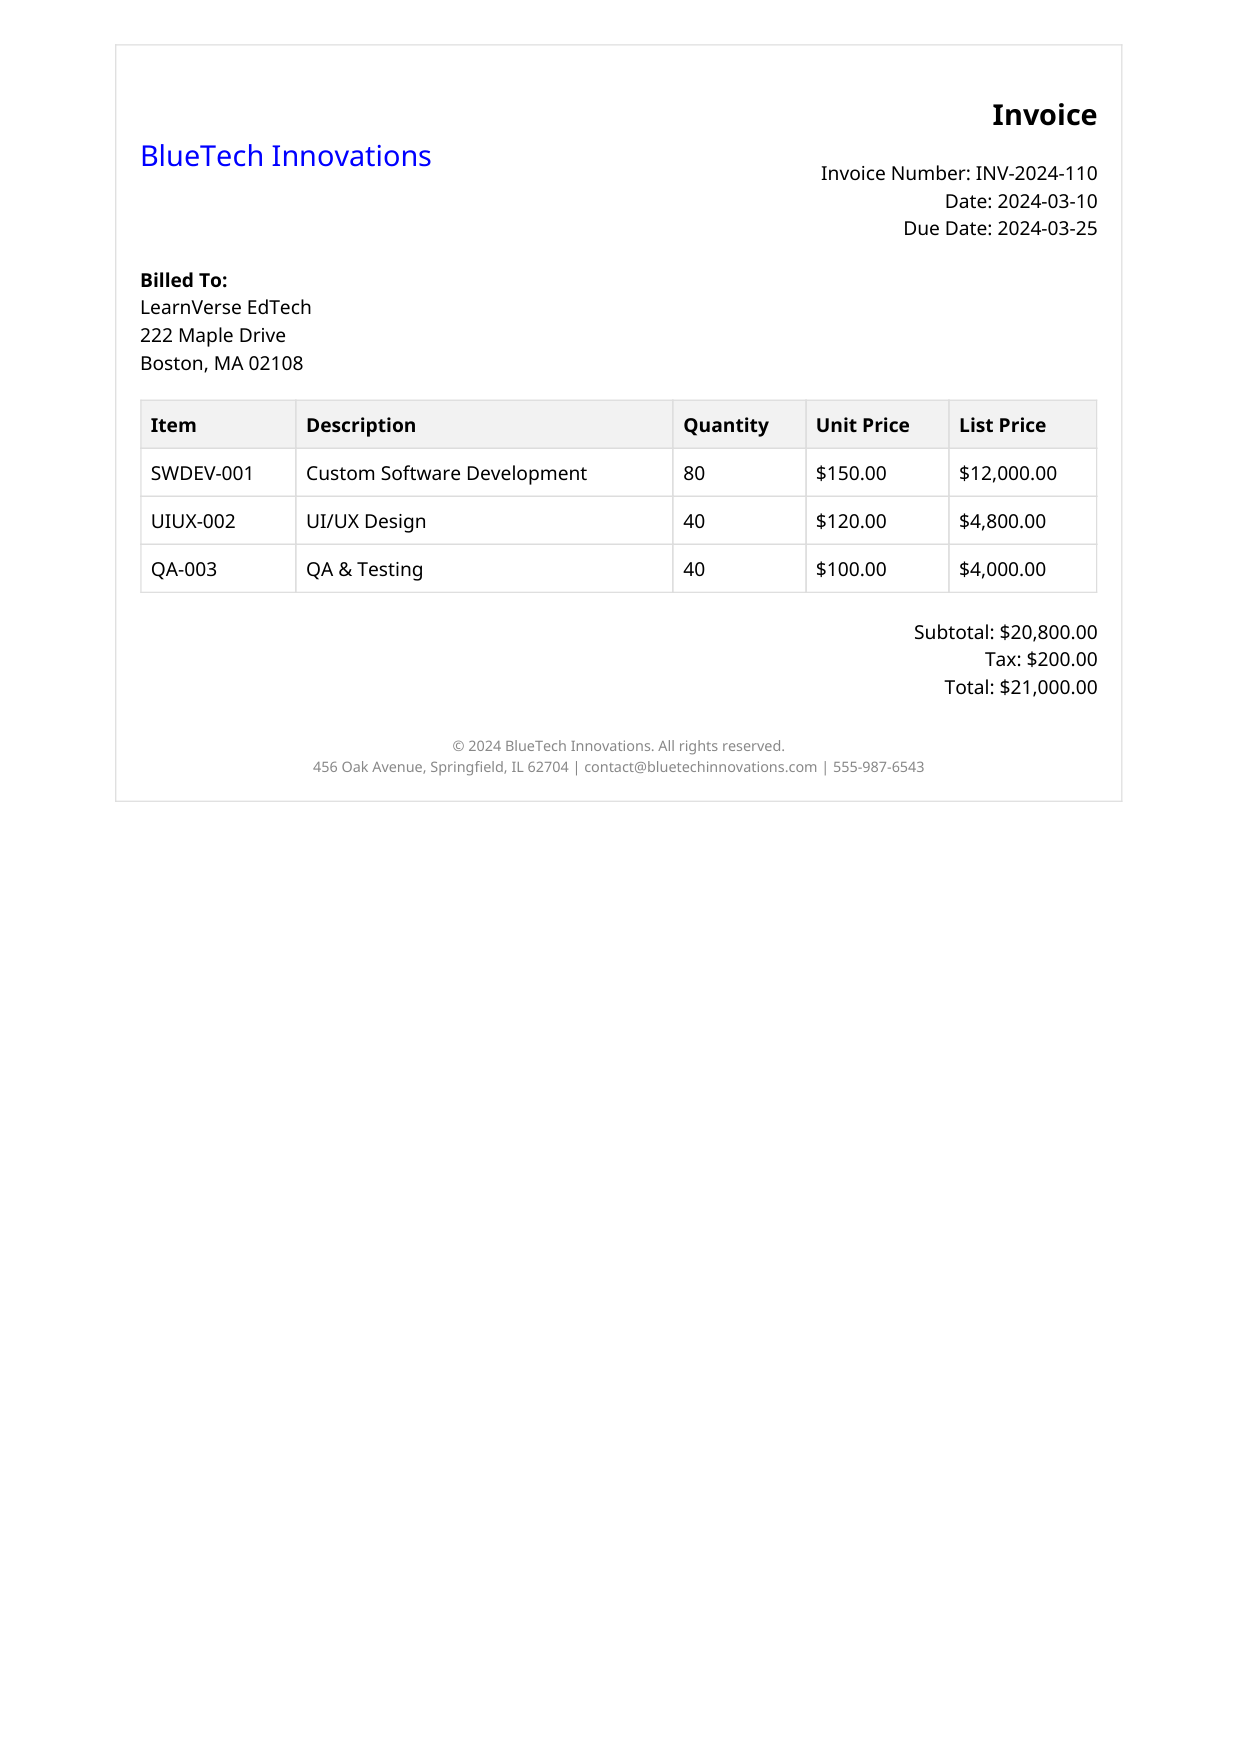 Invoice
BlueTech Innovations
Invoice Number: INV-2024-110
Date: 2024-03-10
Due Date: 2024-03-25
Billed To:
LearnVerse EdTech
222 Maple Drive
Boston, MA 02108
Item Description Quantity Unit Price List Price
SWDEV-001 Custom Software Development 80 $150.00 $12,000.00
UIUX-002 UI/UX Design 40 $120.00 $4,800.00
QA-003 QA & Testing 40 $100.00 $4,000.00
Subtotal: $20,800.00
Tax: $200.00
Total: $21,000.00
© 2024 BlueTech Innovations. All rights reserved.
456 Oak Avenue, Springfield, IL 62704 | contact@bluetechinnovations.com | 555-987-6543